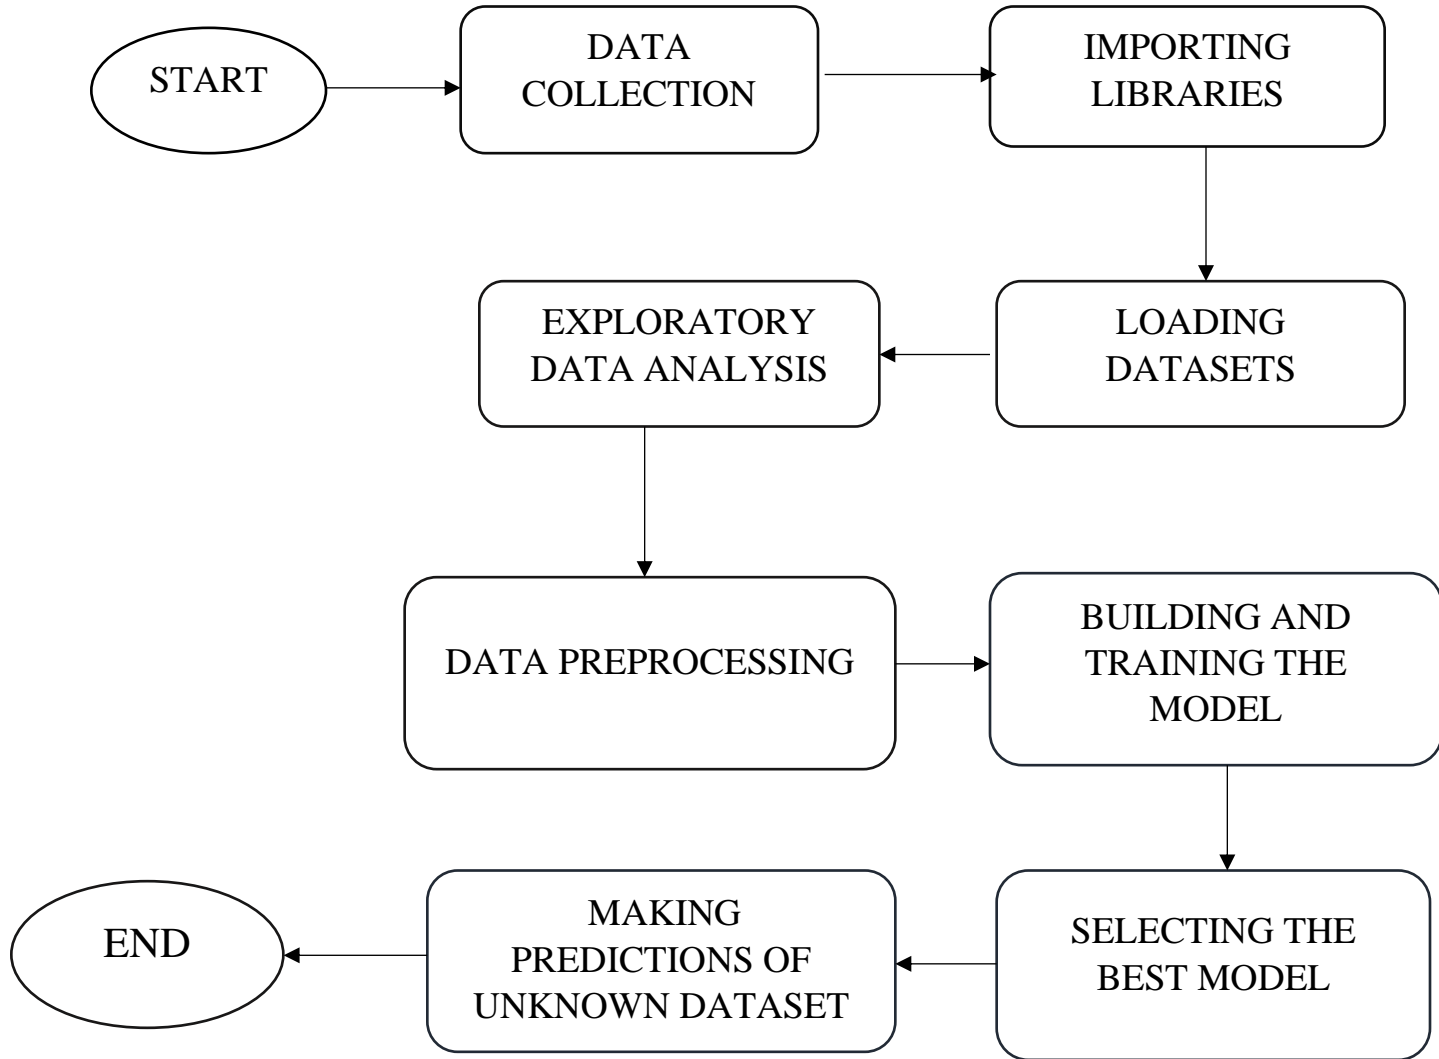 START
DATA
COLLECTION
IMPORTING
LIBRARIES
LOADING
DATASETS
EXPLORATORY
DATA ANALYSIS
DATA PREPROCESSING
BUILDING AND
TRAINING THE
MODEL
SELECTING THE
BEST MODEL
MAKING
PREDICTIONS OF
UNKNOWN DATASET
END